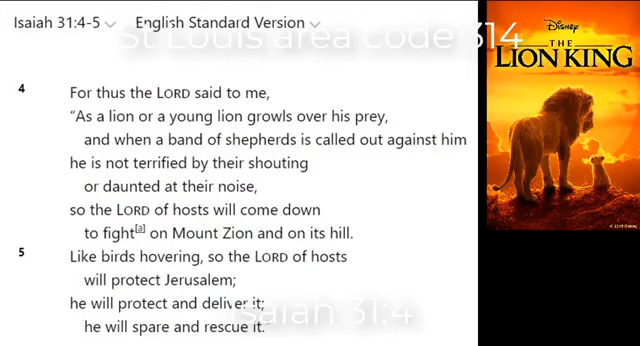 Isaiah 31:4-5 English Standard Version
St Louis area code 314
4 For thus the LORD said to me,
“As a lion or a young lion growls over his prey,
and when a band of shepherds is called out against him
he is not terrified by their shouting
or daunted at their noise,
so the LORD of hosts will come down
to fight[a] on Mount Zion and on its hill.
5 Like birds hovering, so the LORD of hosts
will protect Jerusalem;
he will protect and deliver it;
he will spare and rescue it.”
Isaiah 31:4
Disney
THE
LION KING
© 2019 Disney